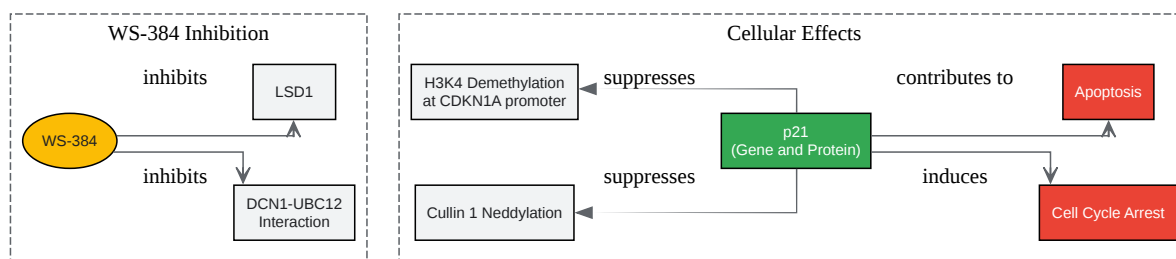 WS-384 Inhibition
inhibits
LSD1
WS-384
inhibits
DCN1-UBC12
Interaction
Cellular Effects
H3K4 Demethylation
at CDKN1A promoter
suppresses
contributes to
Apoptosis
p21
(Gene and Protein)
suppresses
induces
Cullin 1 Neddylation
Cell Cycle Arrest